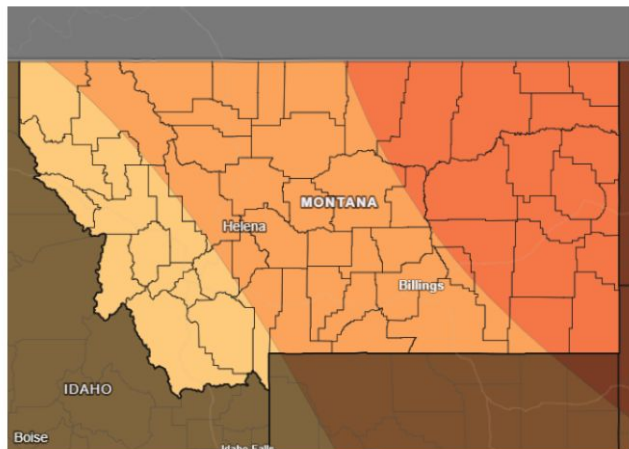 MONTANA
Helena
Billings
IDAHO
Boise
Idaho Falls